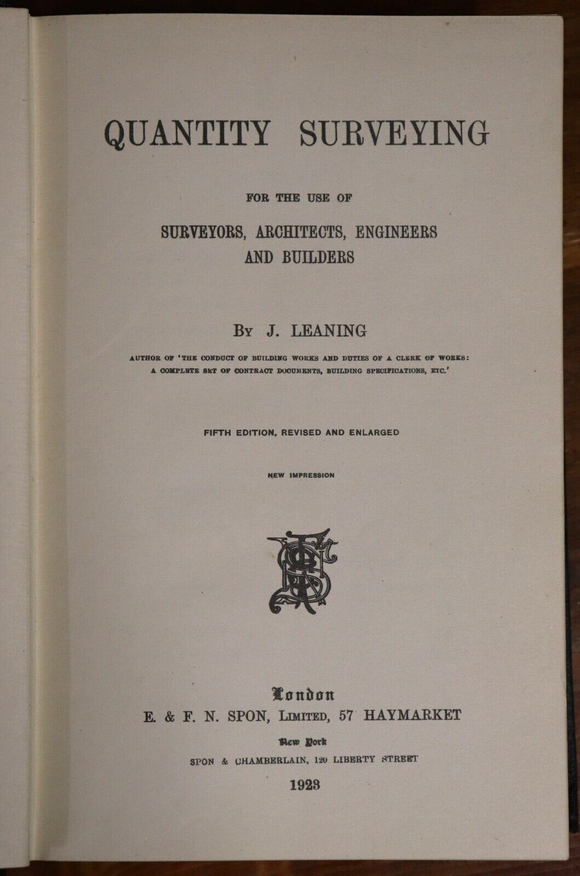 QUANTITY SURVEYING
FOR THE USE OF
SURVEYORS, ARCHITECTS, ENGINEERS
AND BUILDERS
By J. LEANING
AUTHOR OF 'THE CONDUCT OF BUILDING WORKS AND DUTIES OF A CLERK OF WORKS:
A COMPLETE SET OF CONTRACT DOCUMENTS, BUILDING SPECIFICATIONS, ETC.'
FIFTH EDITION, REVISED AND ENLARGED
NEW IMPRESSION
London
E. & F. N. SPON, LIMITED, 57 HAYMARKET
New York
SPON & CHAMBERLAIN, 120 LIBERTY STREET
1923